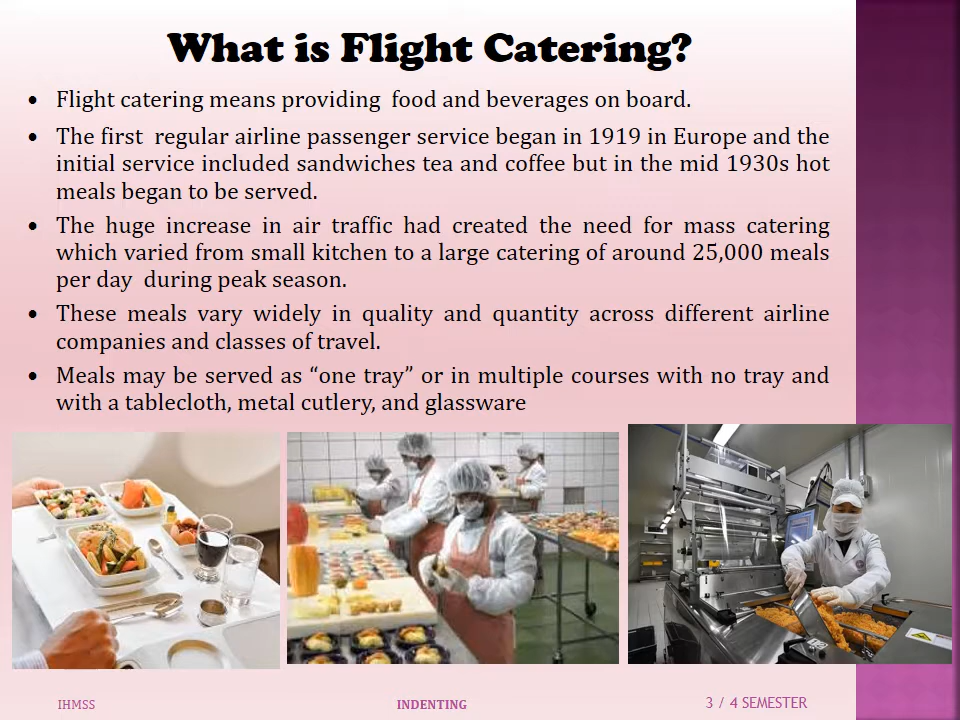 What is Flight Catering?
• Flight catering means providing  food and beverages on board.
• The first  regular airline passenger service began in 1919 in Europe and the
initial service included sandwiches tea and coffee but in the mid 1930s hot
meals began to be served.
• The huge increase in air traffic had created the need for mass catering
which varied from small kitchen to a large catering of around 25,000 meals
per day  during peak season.
• These meals vary widely in quality and quantity across different airline
companies and classes of travel.
• Meals may be served as “one tray” or in multiple courses with no tray and
with a tablecloth, metal cutlery, and glassware
IHMSS
INDENTING
3 / 4 SEMESTER